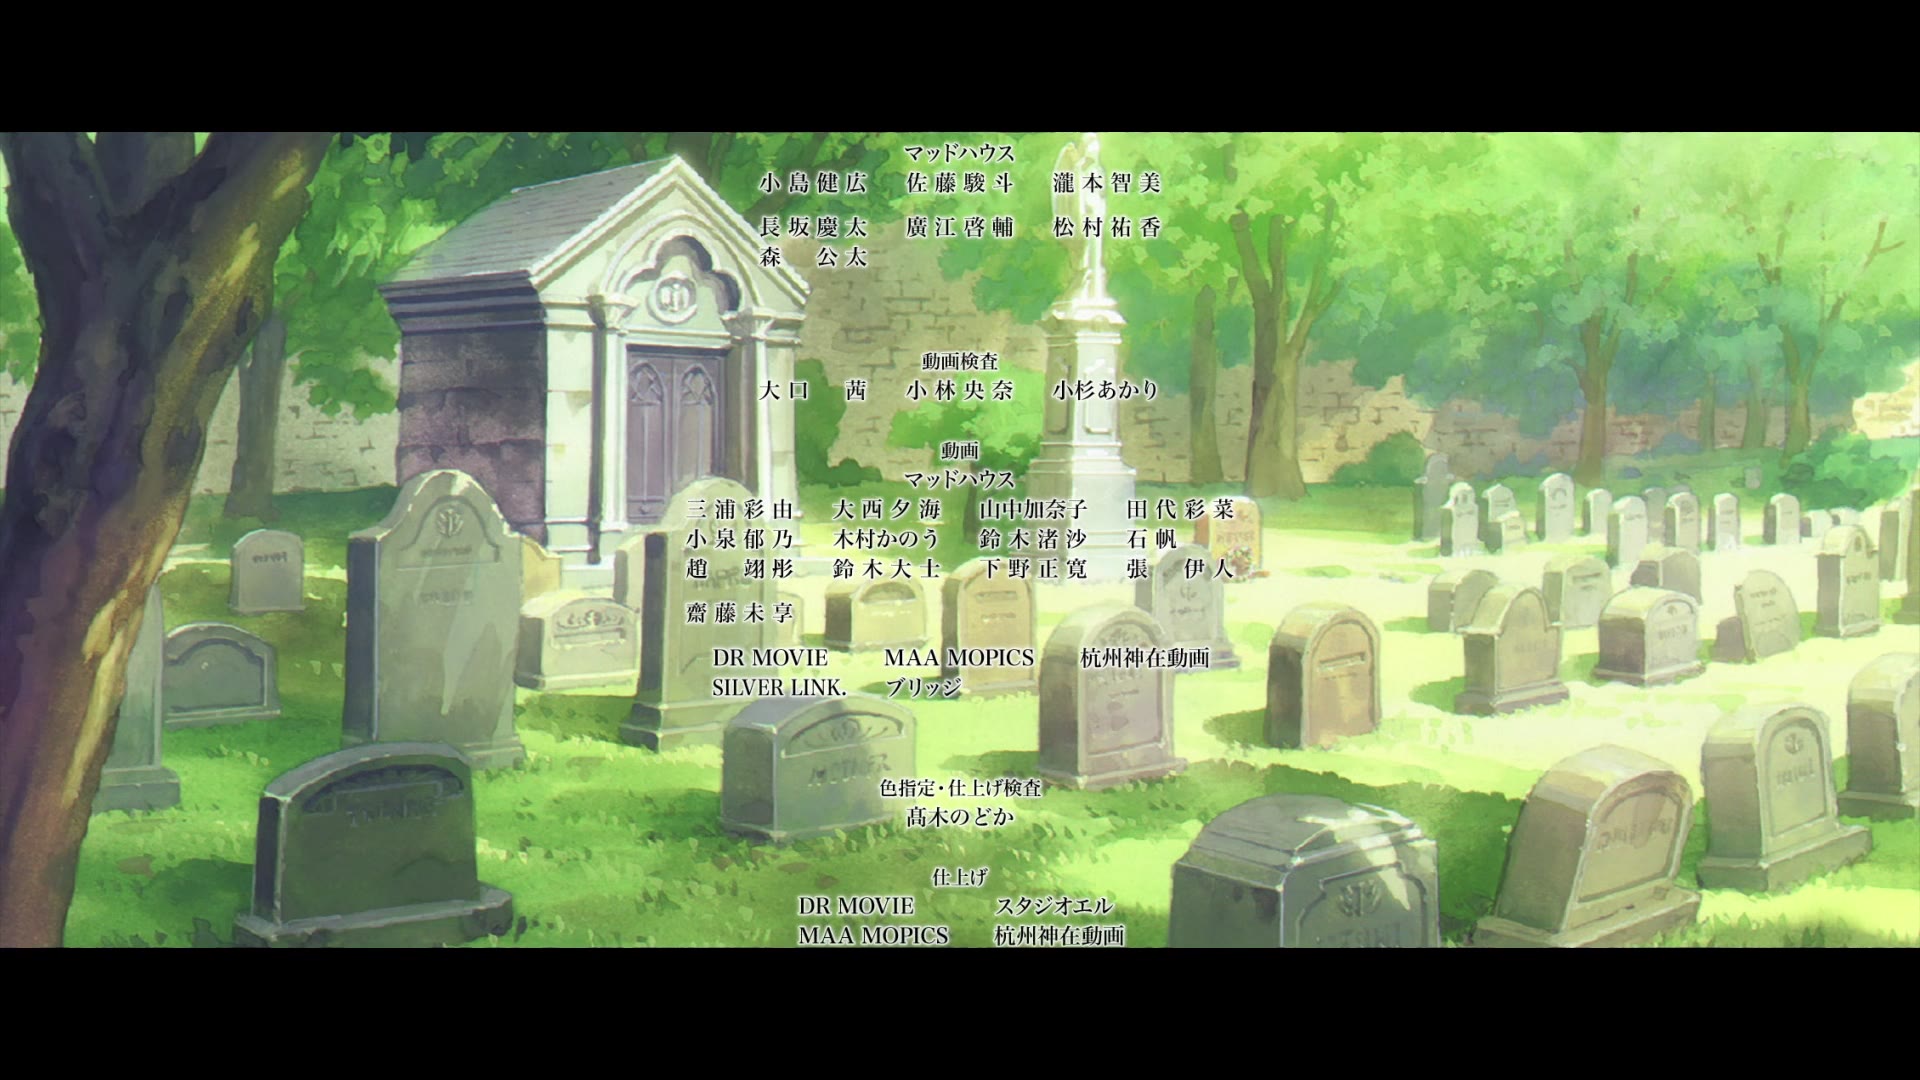 マッドハウス
小島健広 佐藤駿斗 瀧本智美
長坂慶太 廣江啓輔 松村祐香
森 公太
動画検査
大口 茜 小林央奈 小杉あかり
動画
マッドハウス
三浦彩由 大西夕海 山中加奈子 田代彩菜
小泉郁乃 木村かのう 鈴木渚沙 石帆
趙 翊彤 鈴木大士 下野正寛 張 伊人
齋藤未享
DR MOVIE MAA MOPICS 杭州神在動画
SILVER LINK. ブリッジ
色指定・仕上げ検査
髙木のどか
仕上げ
DR MOVIE スタジオエル
MAA MOPICS 杭州神在動画